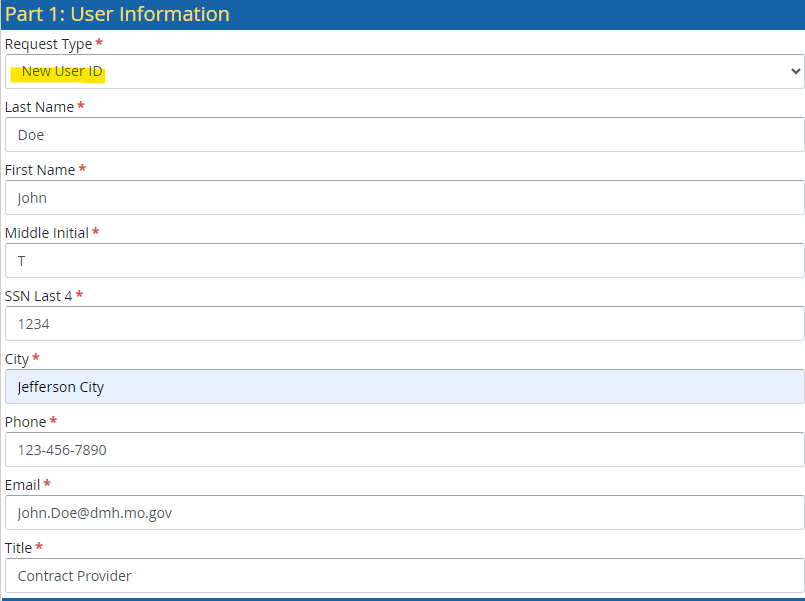 Part 1: User Information
Request Type *
New User ID
Last Name *
Doe
First Name *
John
Middle Initial *
T
SSN Last 4 *
1234
City *
Jefferson City
Phone *
123-456-7890
Email *
John.Doe@dmh.mo.gov
Title *
Contract Provider